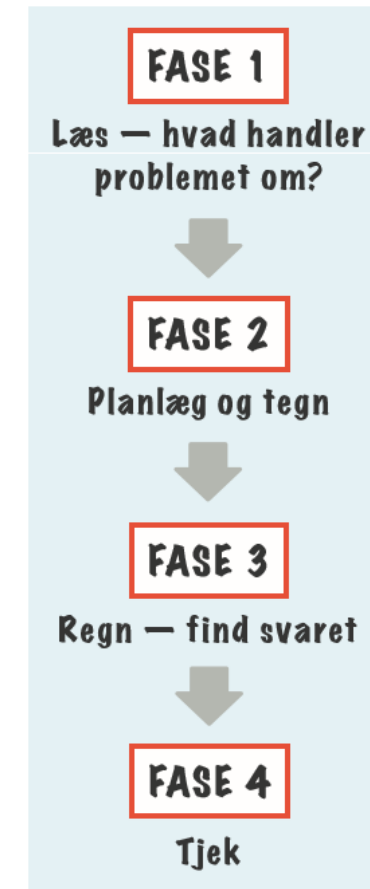 FASE 1
Læs — hvad handler
problemet om?
FASE 2
Planlæg og tegn
FASE 3
Regn — find svaret
FASE 4
Tjek